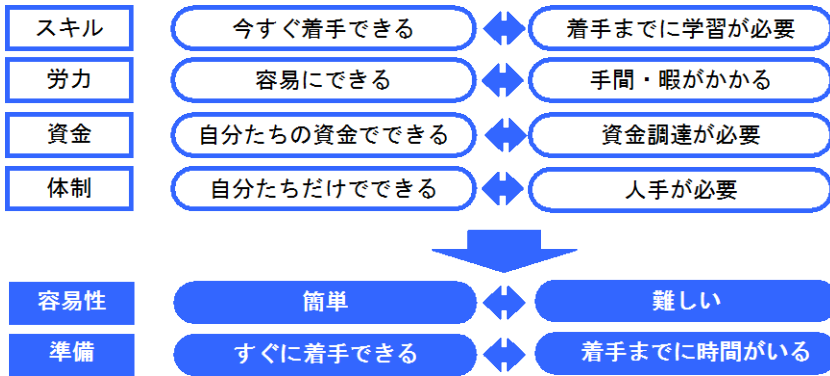 スキル 今すぐ着手できる 着手までに学習が必要
労力 容易にできる 手間・暇がかかる
資金 自分たちの資金でできる 資金調達が必要
体制 自分たちだけでできる 人手が必要
容易性 簡単 難しい
準備 すぐに着手できる 着手までに時間がいる